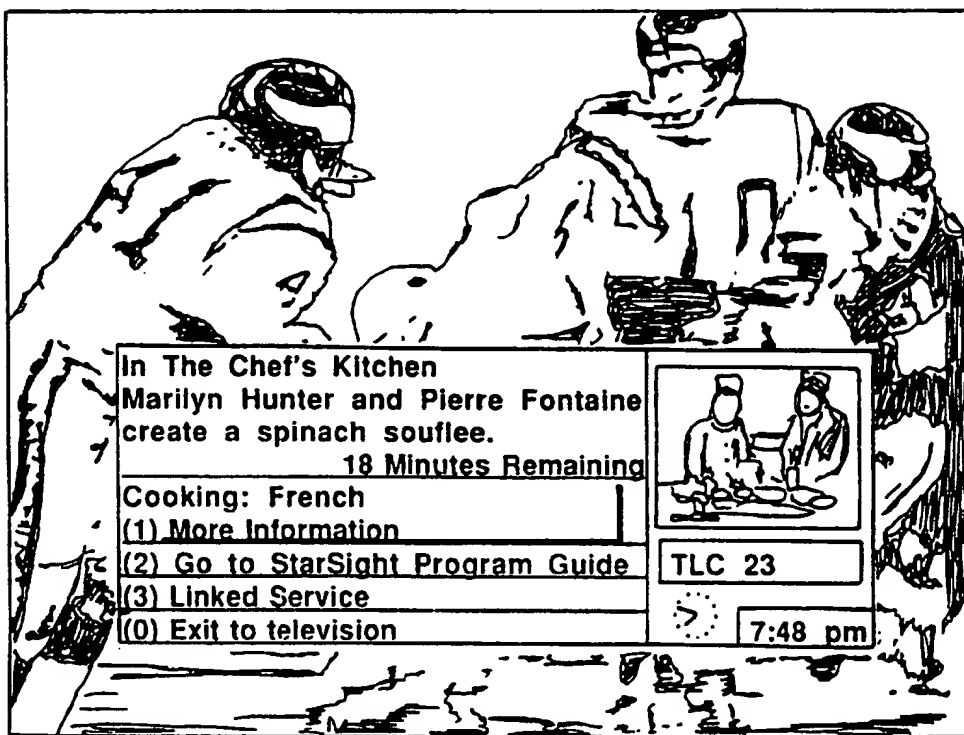 In The Chef's Kitchen
Marilyn Hunter and Pierre Fontaine
create a spinach souflee.
18 Minutes Remaining
Cooking: French
(1) More Information
(2) Go to StarSight Program Guide
(3) Linked Service
(0) Exit to television
TLC 23
7:48 pm